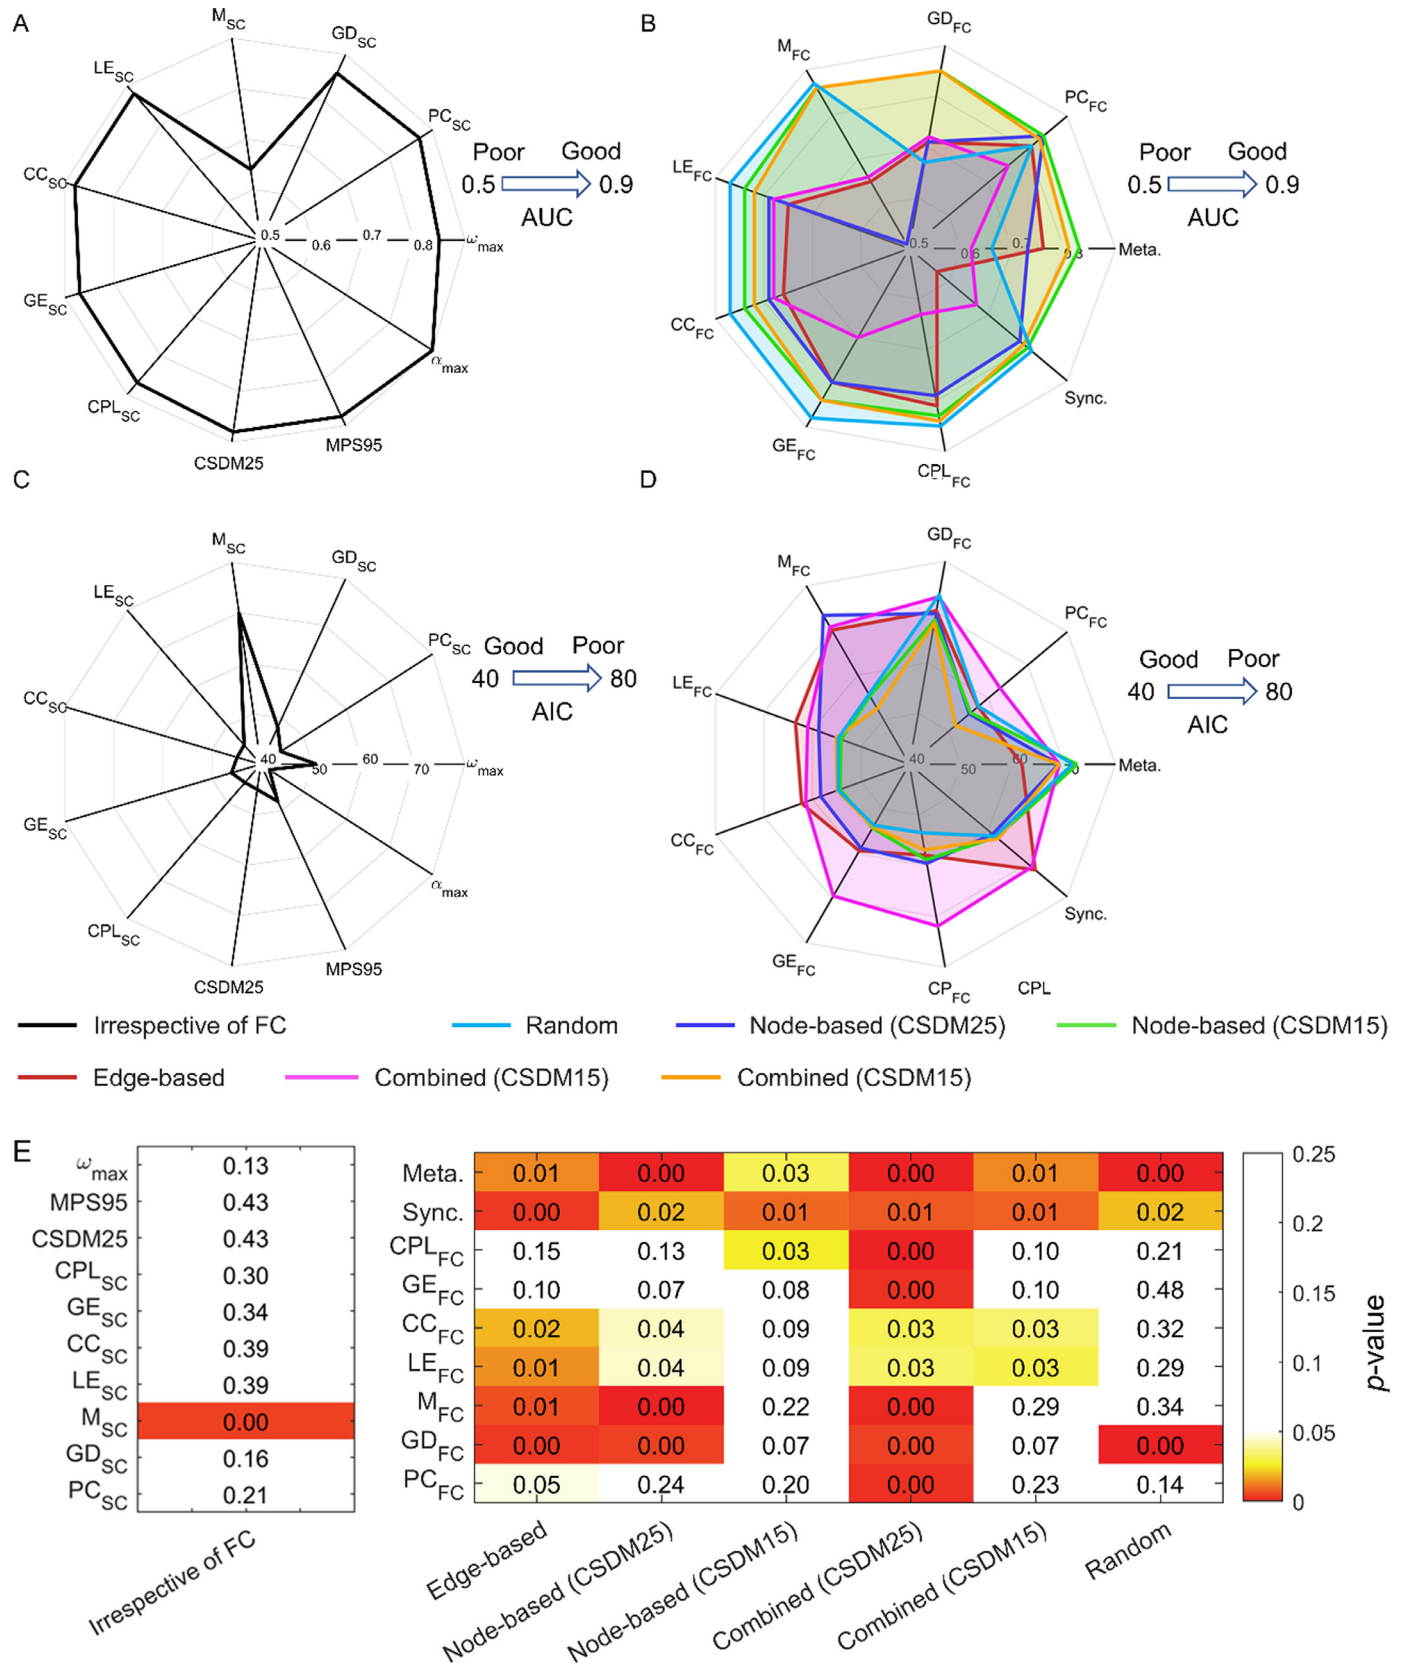 A
M_SC
GD_SC
LE_SC
PC_SC
CC_SC
0.5 0.6 0.7 0.8
ω_max
GE_SC
α_max
CPL_SC
MPS95
CSDM25
Poor Good
0.5 0.9
AUC
B
GD_FC
M_FC
PC_FC
LE_FC
0.5 0.6 0.7 0.8
Meta.
CC_FC
Sync.
GE_FC
CPL_FC
Poor Good
0.5 0.9
AUC
C
M_SC
GD_SC
LE_SC
PC_SC
CC_SC
40 50 60 70
ω_max
GE_SC
α_max
CPL_SC
MPS95
CSDM25
Good Poor
40 80
AIC
D
GD_FC
M_FC
PC_FC
LE_FC
40 50 60
Meta.
CC_FC
Sync.
GE_FC
CP_FC CPL
Good Poor
40 80
AIC
Irrespective of FC Random Node-based (CSDM25) Node-based (CSDM15)
Edge-based Combined (CSDM15) Combined (CSDM15)
E
ω_max 0.13
MPS95 0.43
CSDM25 0.43
CPL_SC 0.30
GE_SC 0.34
CC_SC 0.39
LE_SC 0.39
M_SC 0.00
GD_SC 0.16
PC_SC 0.21
Irrespective of FC
Meta. 0.01 0.00 0.03 0.00 0.01 0.00
Sync. 0.00 0.02 0.01 0.01 0.01 0.02
CPL_FC 0.15 0.13 0.03 0.00 0.10 0.21
GE_FC 0.10 0.07 0.08 0.00 0.10 0.48
CC_FC 0.02 0.04 0.09 0.03 0.03 0.32
LE_FC 0.01 0.04 0.09 0.03 0.03 0.29
M_FC 0.01 0.00 0.22 0.00 0.29 0.34
GD_FC 0.00 0.00 0.07 0.00 0.07 0.00
PC_FC 0.05 0.24 0.20 0.00 0.23 0.14
Edge-based
Node-based (CSDM25)
Node-based (CSDM15)
Combined (CSDM25)
Combined (CSDM15)
Random
0.25
0.2
0.15
0.1
0.05
0
p-value